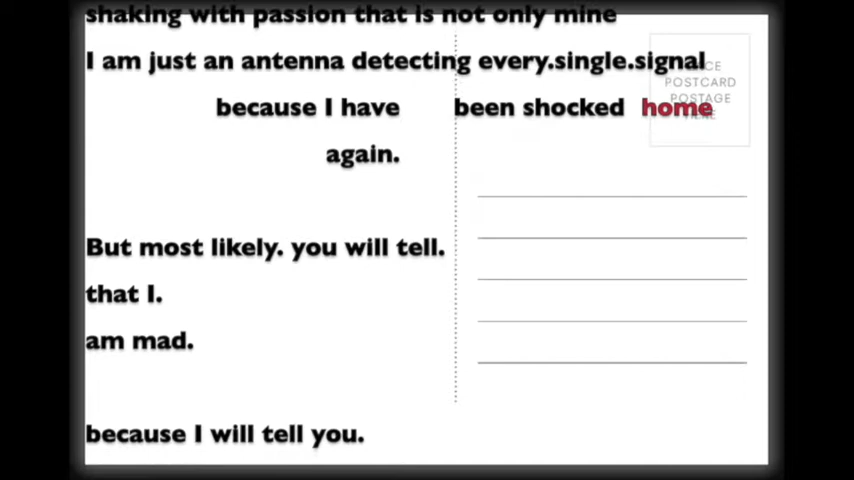 shaking with passion that is not only mine
I am just an antenna detecting every.single.signal
because I have been shocked home
again.
But most likely. you will tell.
that I.
am mad.
because I will tell you.
POSTCARD
POSTAGE